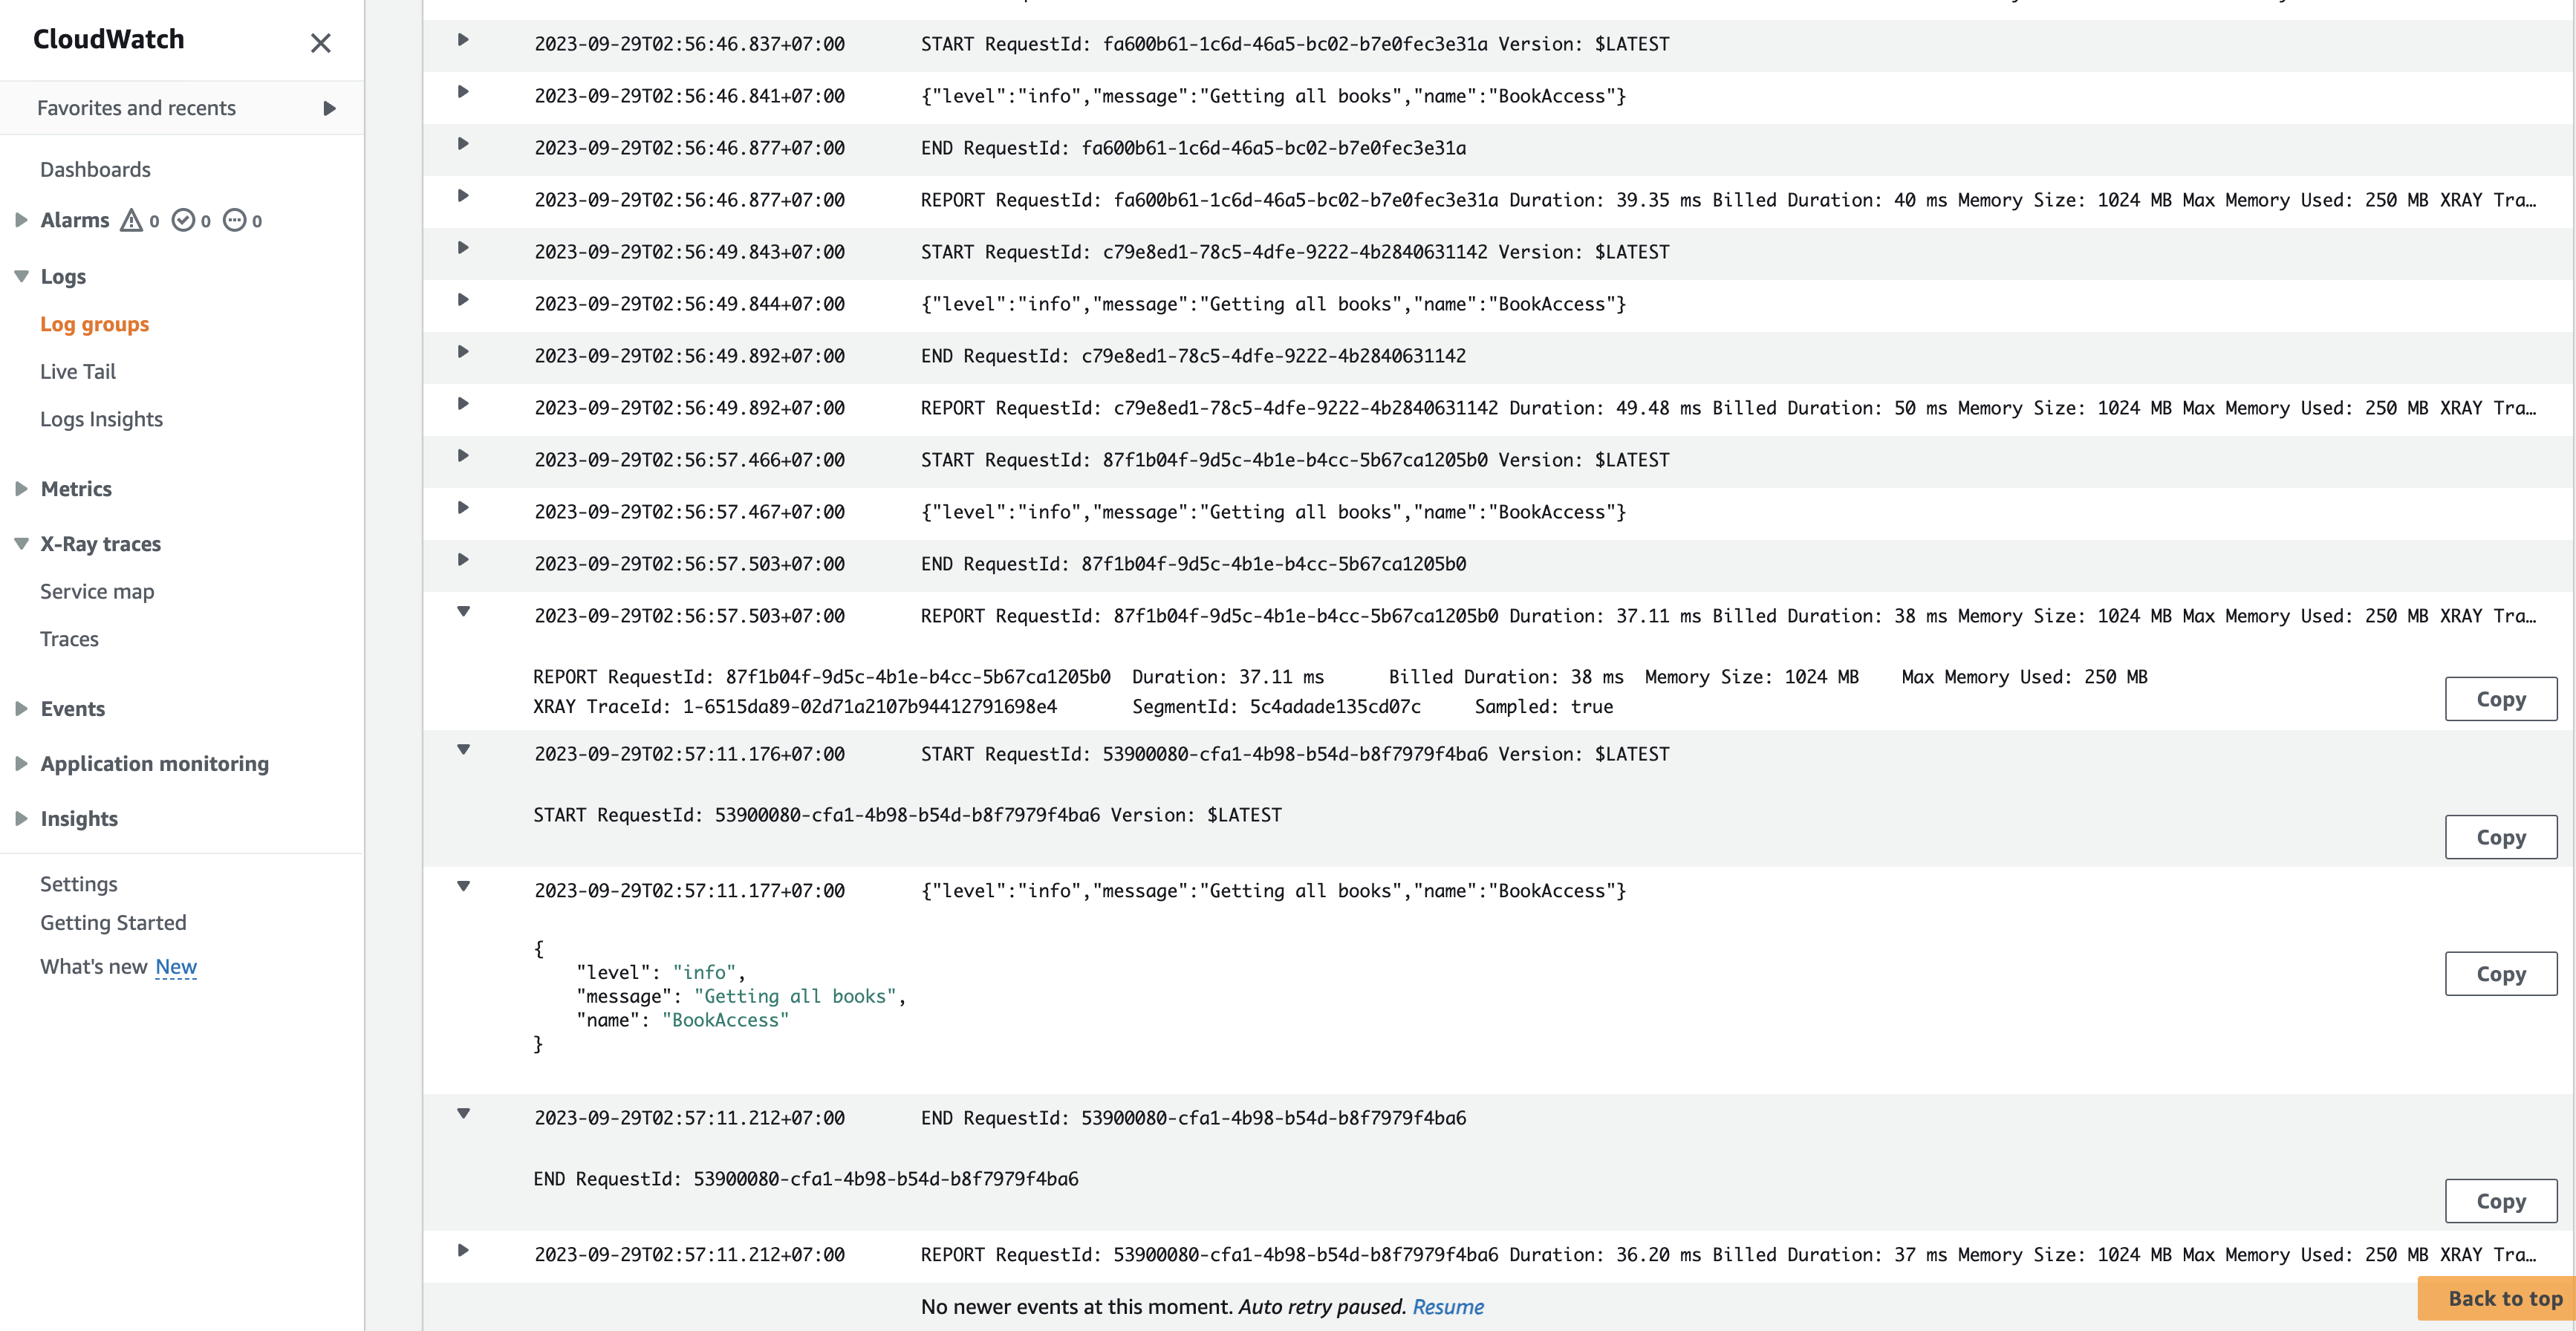 CloudWatch
Favorites and recents
Dashboards
Alarms 0 0 0
Logs
Log groups
Live Tail
Logs Insights
Metrics
X-Ray traces
Service map
Traces
Events
Application monitoring
Insights
Settings
Getting Started
What's new New
2023-09-29T02:56:46.837+07:00 START RequestId: fa600b61-1c6d-46a5-bc02-b7e0fec3e31a Version: $LATEST
2023-09-29T02:56:46.841+07:00 {"level":"info","message":"Getting all books","name":"BookAccess"}
2023-09-29T02:56:46.877+07:00 END RequestId: fa600b61-1c6d-46a5-bc02-b7e0fec3e31a
2023-09-29T02:56:46.877+07:00 REPORT RequestId: fa600b61-1c6d-46a5-bc02-b7e0fec3e31a Duration: 39.35 ms Billed Duration: 40 ms Memory Size: 1024 MB Max Memory Used: 250 MB XRAY Tra…
2023-09-29T02:56:49.843+07:00 START RequestId: c79e8ed1-78c5-4dfe-9222-4b2840631142 Version: $LATEST
2023-09-29T02:56:49.844+07:00 {"level":"info","message":"Getting all books","name":"BookAccess"}
2023-09-29T02:56:49.892+07:00 END RequestId: c79e8ed1-78c5-4dfe-9222-4b2840631142
2023-09-29T02:56:49.892+07:00 REPORT RequestId: c79e8ed1-78c5-4dfe-9222-4b2840631142 Duration: 49.48 ms Billed Duration: 50 ms Memory Size: 1024 MB Max Memory Used: 250 MB XRAY Tra…
2023-09-29T02:56:57.466+07:00 START RequestId: 87f1b04f-9d5c-4b1e-b4cc-5b67ca1205b0 Version: $LATEST
2023-09-29T02:56:57.467+07:00 {"level":"info","message":"Getting all books","name":"BookAccess"}
2023-09-29T02:56:57.503+07:00 END RequestId: 87f1b04f-9d5c-4b1e-b4cc-5b67ca1205b0
2023-09-29T02:56:57.503+07:00 REPORT RequestId: 87f1b04f-9d5c-4b1e-b4cc-5b67ca1205b0 Duration: 37.11 ms Billed Duration: 38 ms Memory Size: 1024 MB Max Memory Used: 250 MB XRAY Tra…
REPORT RequestId: 87f1b04f-9d5c-4b1e-b4cc-5b67ca1205b0 Duration: 37.11 ms Billed Duration: 38 ms Memory Size: 1024 MB Max Memory Used: 250 MB
XRAY TraceId: 1-6515da89-02d71a2107b94412791698e4 SegmentId: 5c4adade135cd07c Sampled: true
Copy
2023-09-29T02:57:11.176+07:00 START RequestId: 53900080-cfa1-4b98-b54d-b8f7979f4ba6 Version: $LATEST
START RequestId: 53900080-cfa1-4b98-b54d-b8f7979f4ba6 Version: $LATEST
Copy
2023-09-29T02:57:11.177+07:00 {"level":"info","message":"Getting all books","name":"BookAccess"}
{
"level": "info",
"message": "Getting all books",
"name": "BookAccess"
}
Copy
2023-09-29T02:57:11.212+07:00 END RequestId: 53900080-cfa1-4b98-b54d-b8f7979f4ba6
END RequestId: 53900080-cfa1-4b98-b54d-b8f7979f4ba6
Copy
2023-09-29T02:57:11.212+07:00 REPORT RequestId: 53900080-cfa1-4b98-b54d-b8f7979f4ba6 Duration: 36.20 ms Billed Duration: 37 ms Memory Size: 1024 MB Max Memory Used: 250 MB XRAY Tra…
No newer events at this moment. Auto retry paused. Resume
Back to top